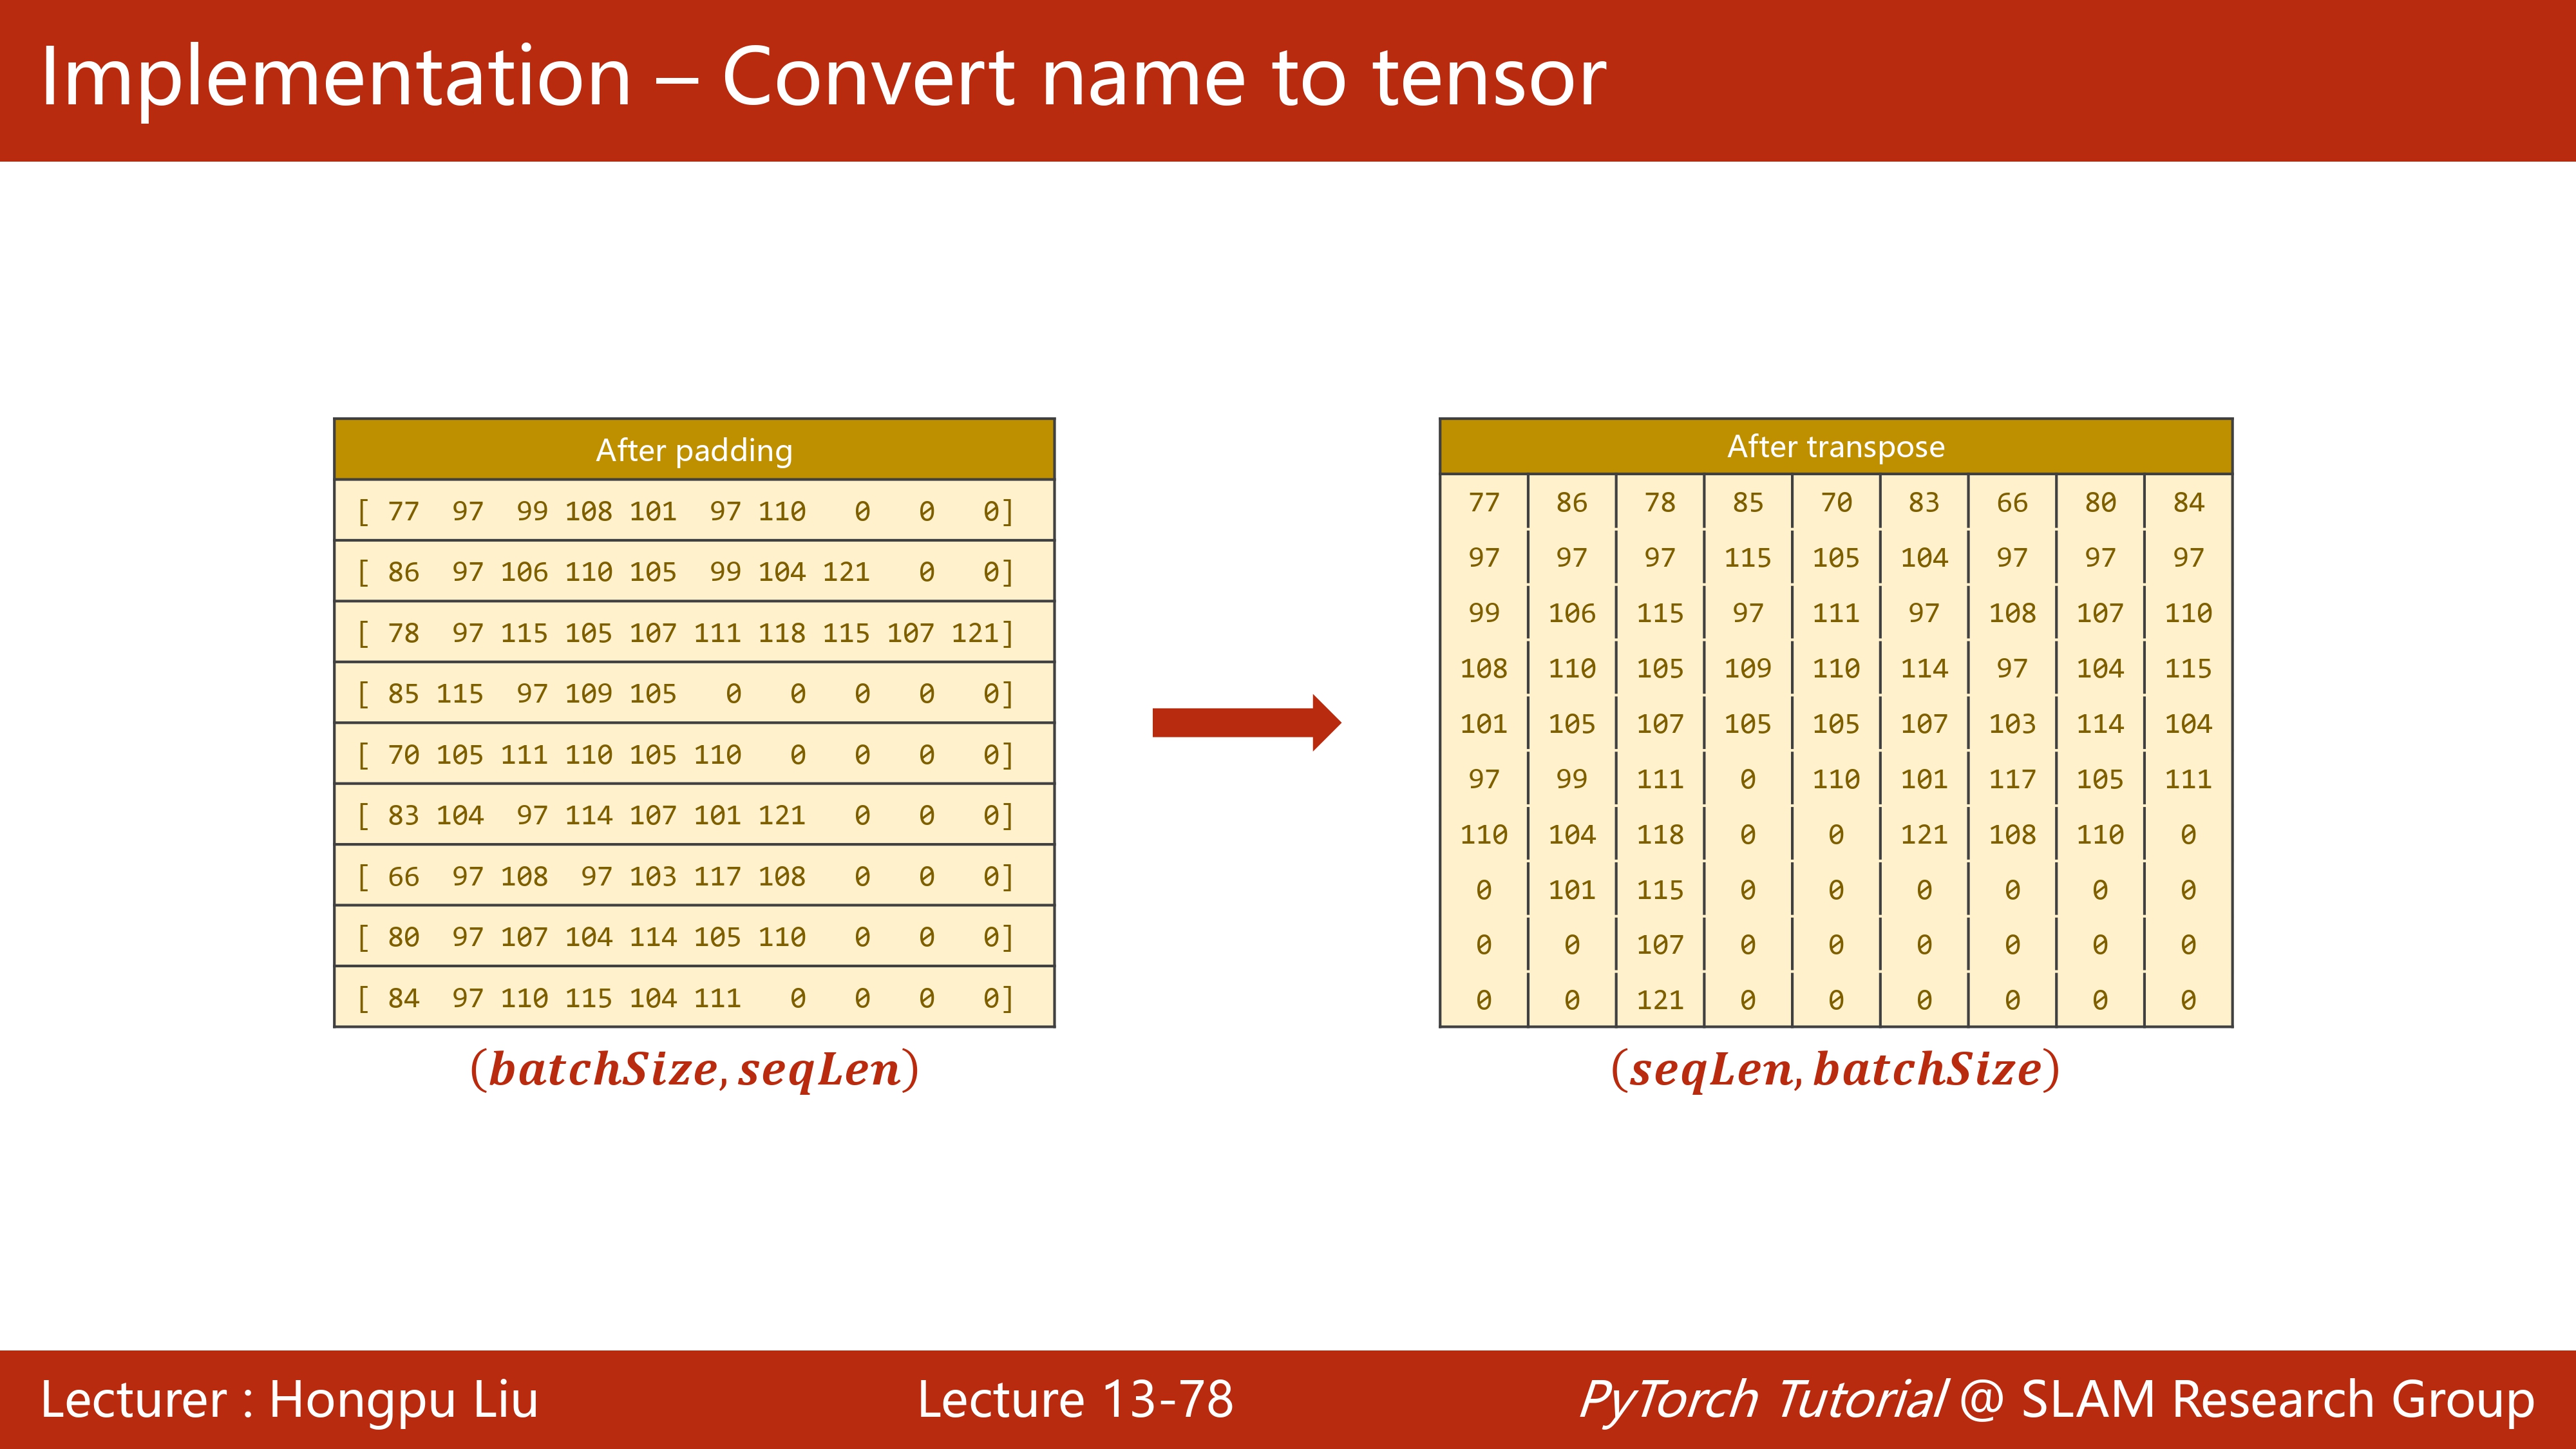 Implementation – Convert name to tensor
After padding
[ 77 97 99 108 101 97 110 0 0 0]
[ 86 97 106 110 105 99 104 121 0 0]
[ 78 97 115 105 107 111 118 115 107 121]
[ 85 115 97 109 105 0 0 0 0 0]
[ 70 105 111 110 105 110 0 0 0 0]
[ 83 104 97 114 107 101 121 0 0 0]
[ 66 97 108 97 103 117 108 0 0 0]
[ 80 97 107 104 114 105 110 0 0 0]
[ 84 97 110 115 104 111 0 0 0 0]
(batchSize, seqLen)
After transpose
77 86 78 85 70 83 66 80 84
97 97 97 115 105 104 97 97 97
99 106 115 97 111 97 108 107 110
108 110 105 109 110 114 97 104 115
101 105 107 105 105 107 103 114 104
97 99 111 0 110 101 117 105 111
110 104 118 0 0 121 108 110 0
0 101 115 0 0 0 0 0 0
0 0 107 0 0 0 0 0 0
0 0 121 0 0 0 0 0 0
(seqLen, batchSize)
Lecturer : Hongpu Liu
Lecture 13-78
PyTorch Tutorial @ SLAM Research Group